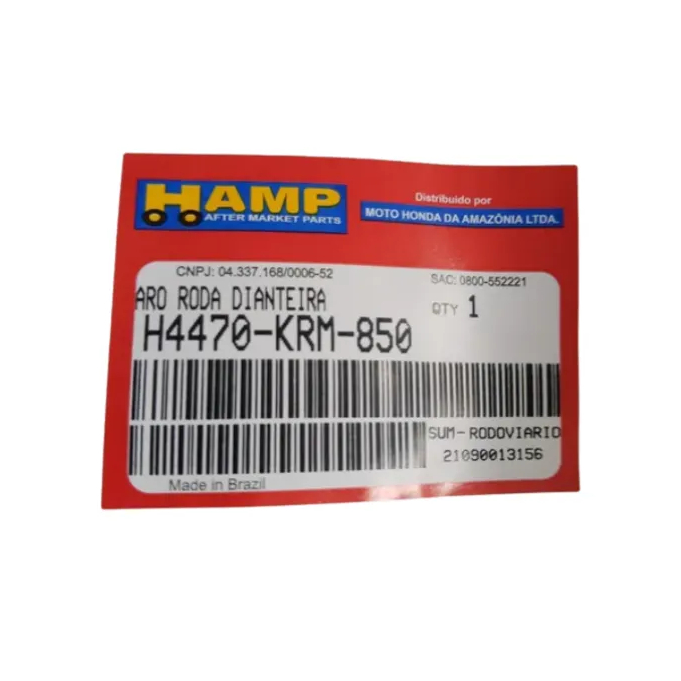 HAMP
AFTER MARKET PARTS
Distribuido por
MOTO HONDA DA AMAZÔNIA LTDA.
CNPJ: 04.337.168/0006-52
SAC: 0800-552221
ARO RODA DIANTEIRA
QTY 1
H4470-KRM-850
SUM-RODOVIARIO
21090013156
Made in Brazil